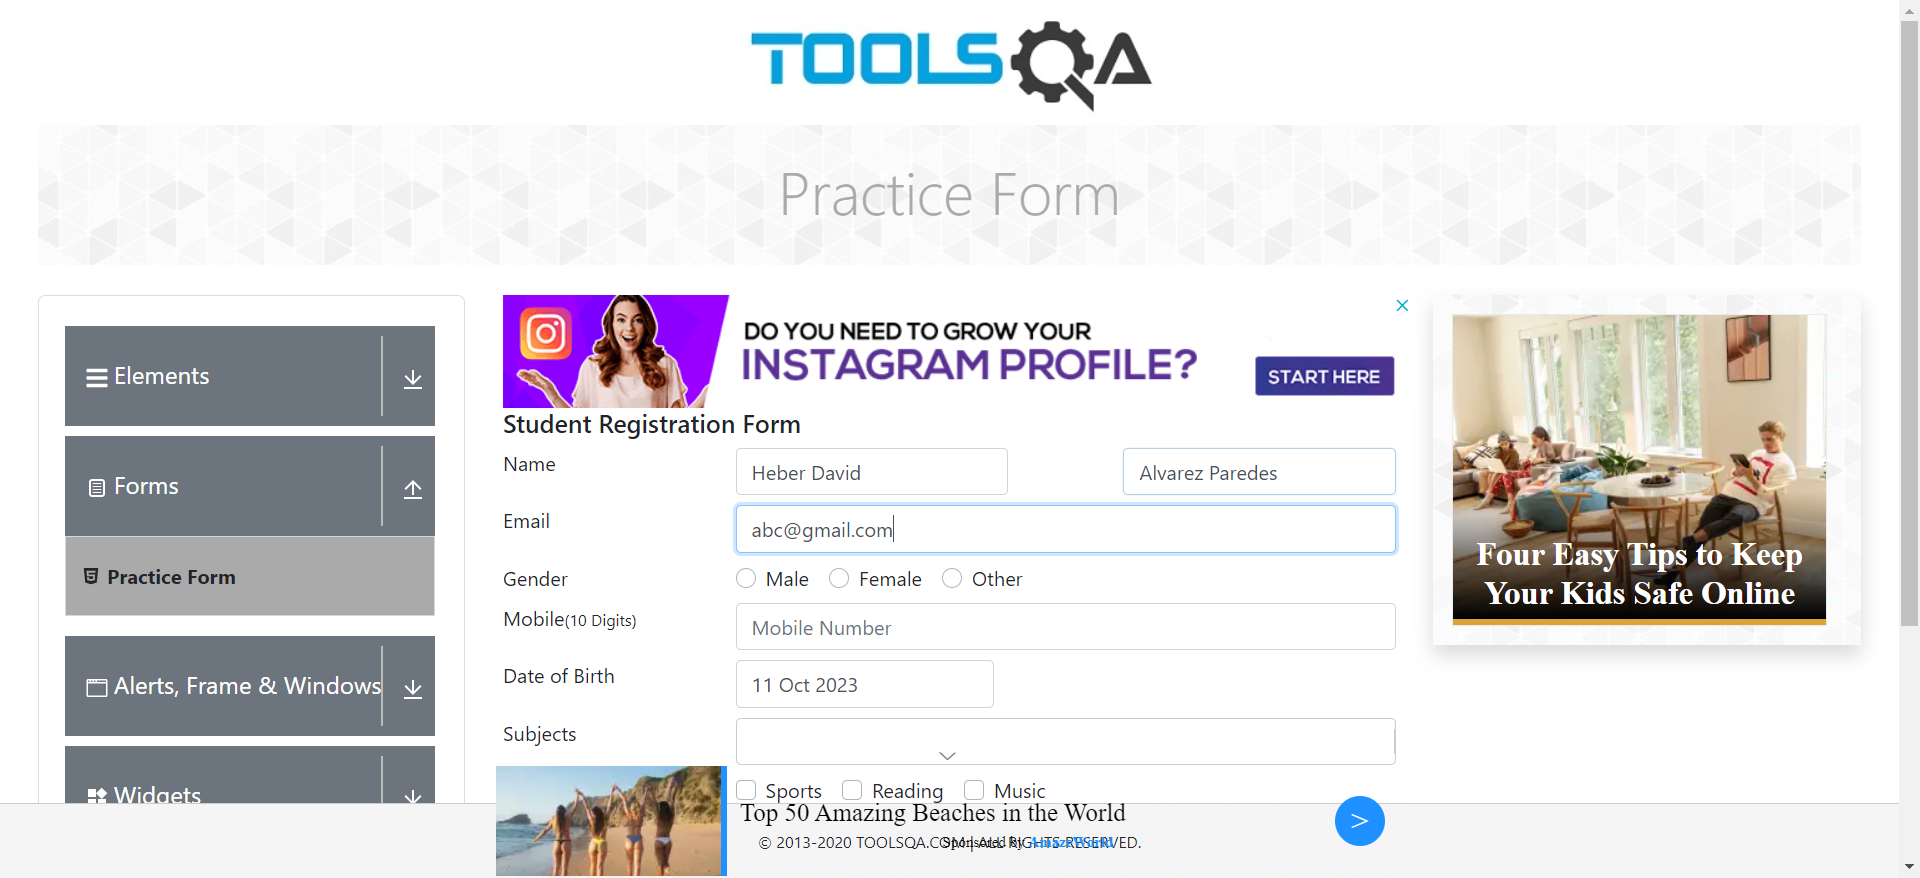 TOOLSQA
Practice Form
Elements
Forms
Practice Form
Alerts, Frame & Windows
Widgets
DO YOU NEED TO GROW YOUR
INSTAGRAM PROFILE?
START HERE
Student Registration Form
Name
Heber David
Alvarez Paredes
Email
abc@gmail.com
Gender
Male
Female
Other
Mobile(10 Digits)
Mobile Number
Date of Birth
11 Oct 2023
Subjects
Sports
Reading
Music
Four Easy Tips to Keep
Your Kids Safe Online
Top 50 Amazing Beaches in the World
>
© 2013-2020 TOOLSQA.COM | ALL RIGHTS RESERVED.